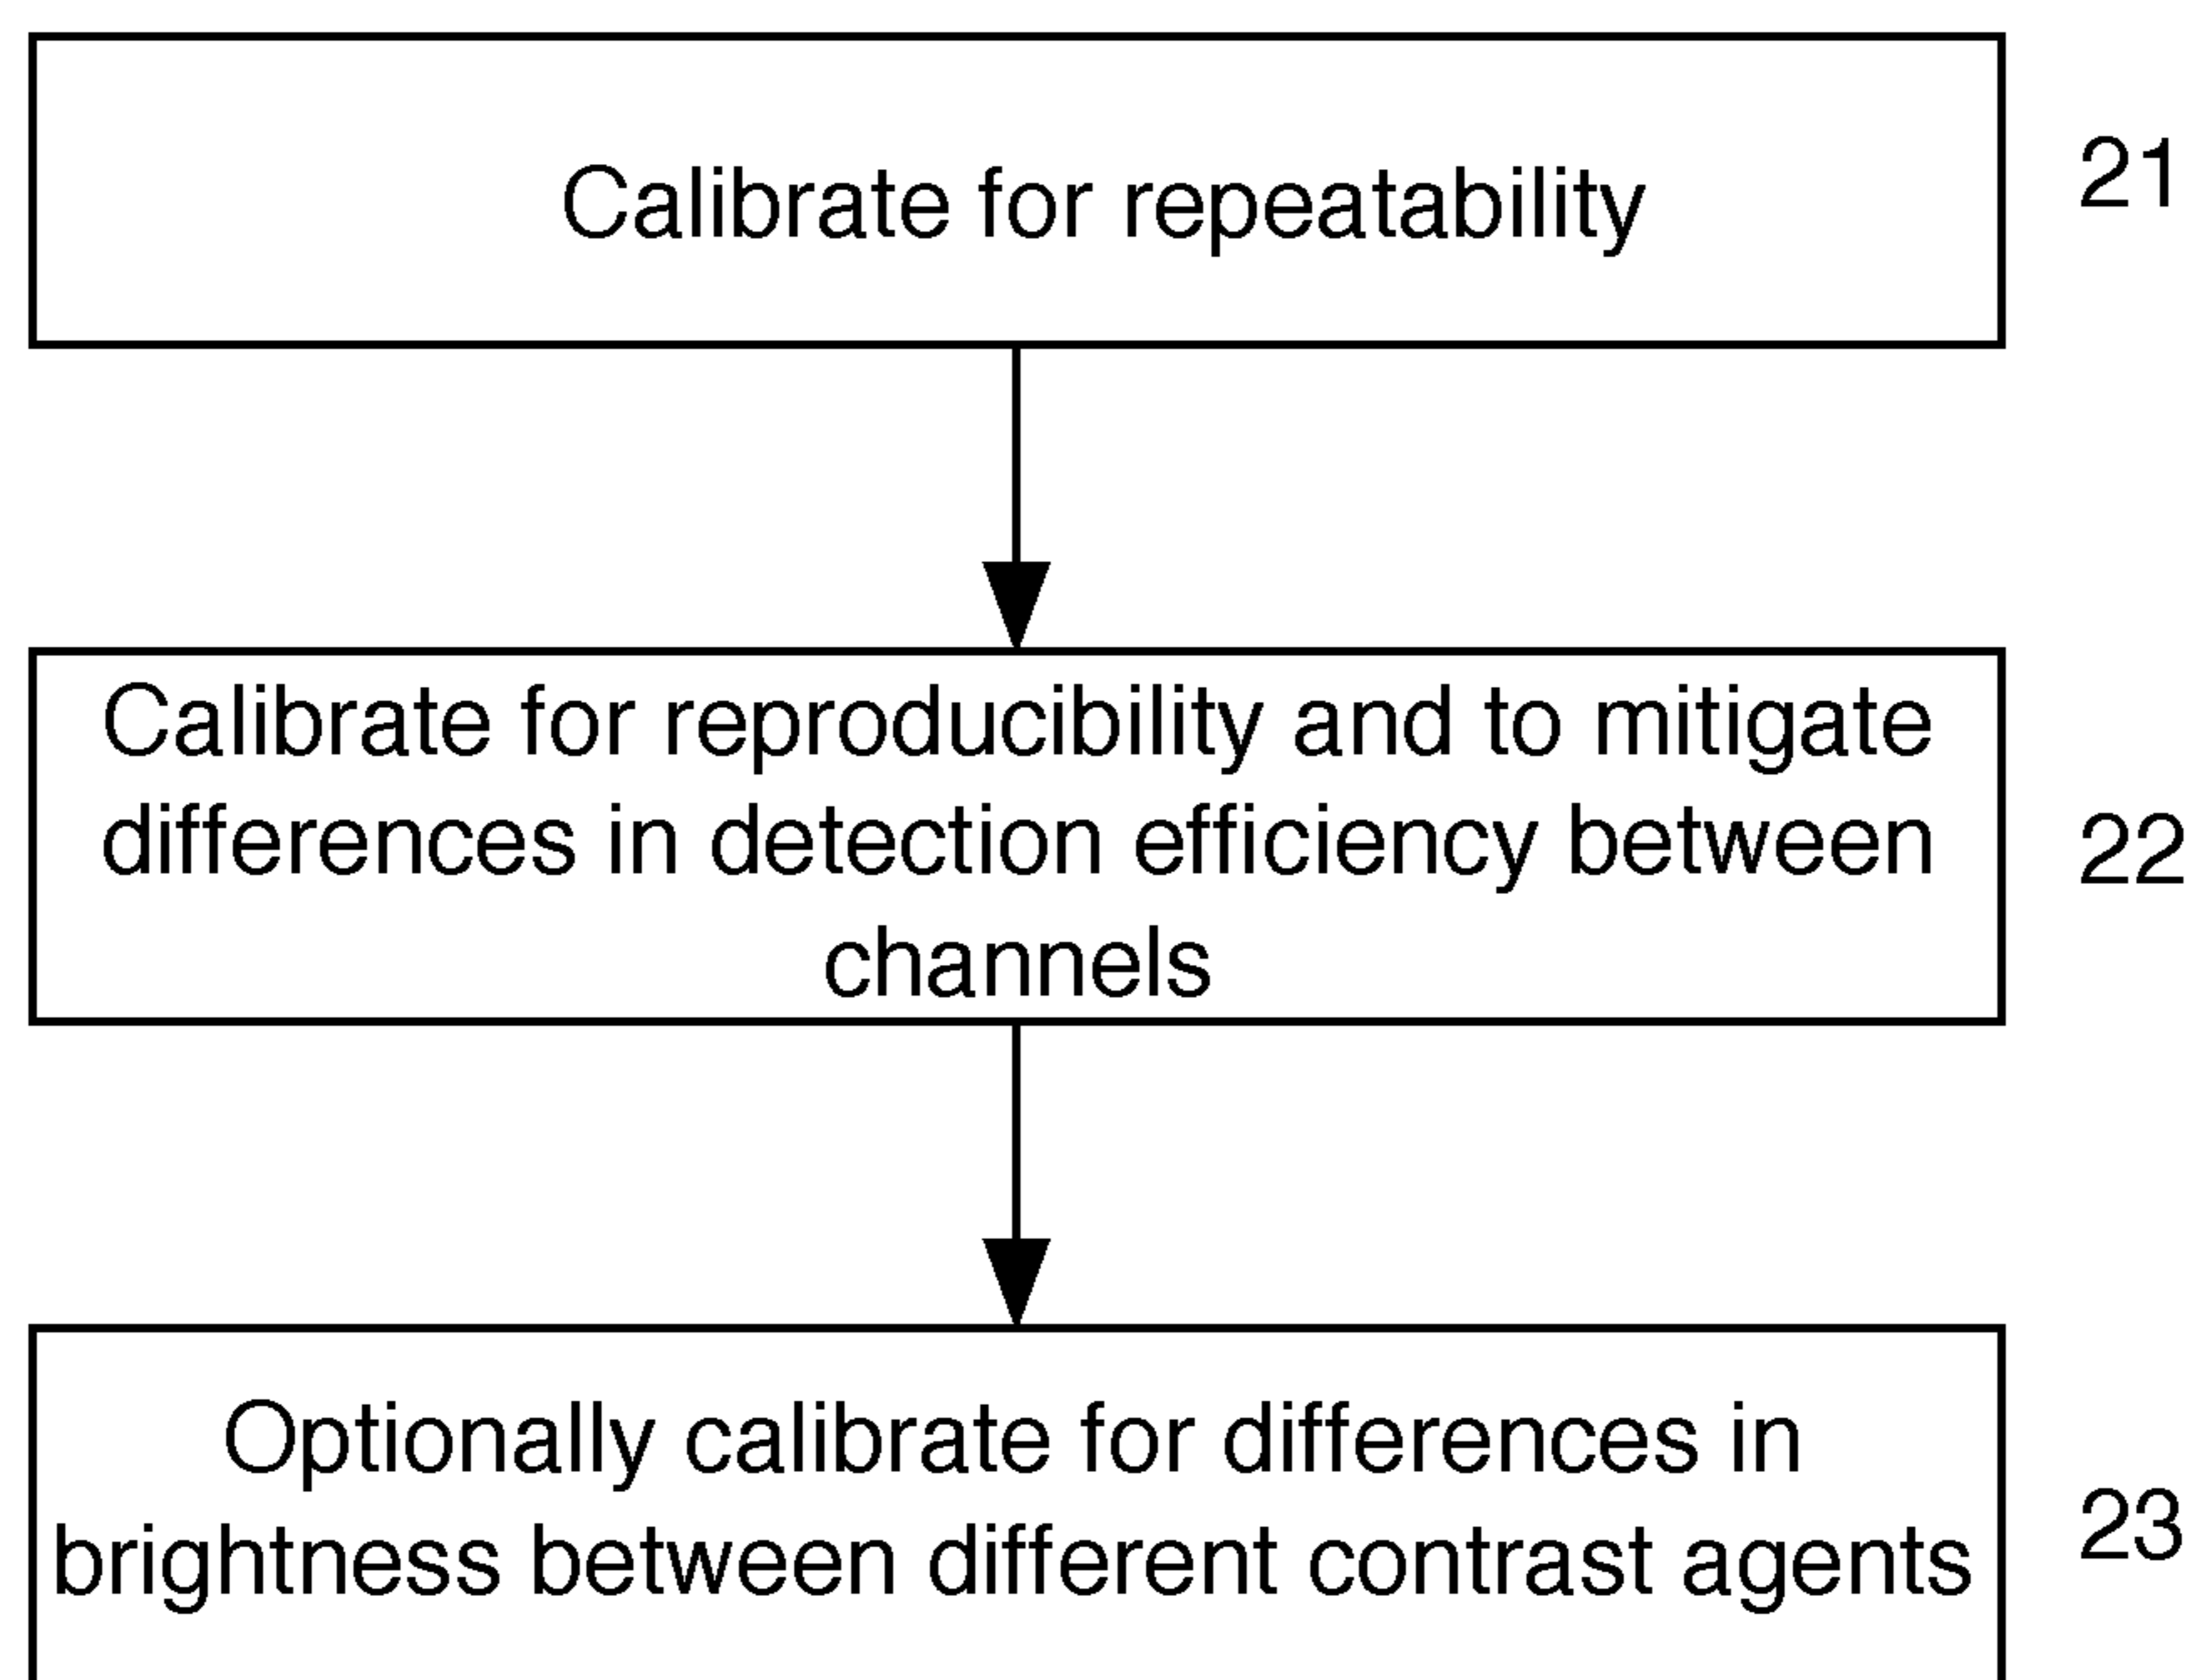 Calibrate for repeatability
21
Calibrate for reproducibility and to mitigate
differences in detection efficiency between
channels
22
Optionally calibrate for differences in
brightness between different contrast agents
23